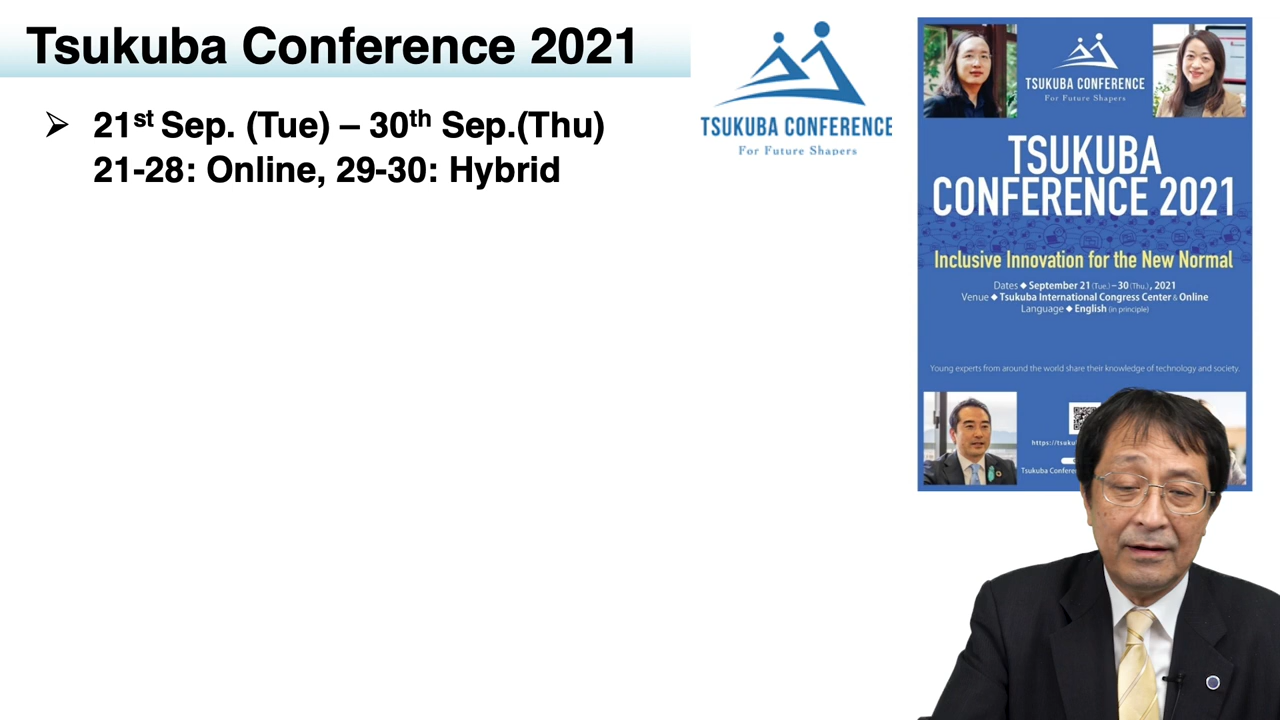 Tsukuba Conference 2021
➢ 21st Sep. (Tue) – 30th Sep.(Thu)
21-28: Online, 29-30: Hybrid
TSUKUBA CONFERENCE
For Future Shapers
TSUKUBA CONFERENCE
For Future Shapers
TSUKUBA
CONFERENCE 2021
Inclusive Innovation for the New Normal
Dates ◆ September 21 (Tue.) – 30 (Thu.), 2021
Venue ◆ Tsukuba International Congress Center & Online
Language ◆ English (in principle)
Young experts from around the world share their knowledge of technology and society.
Tsukuba